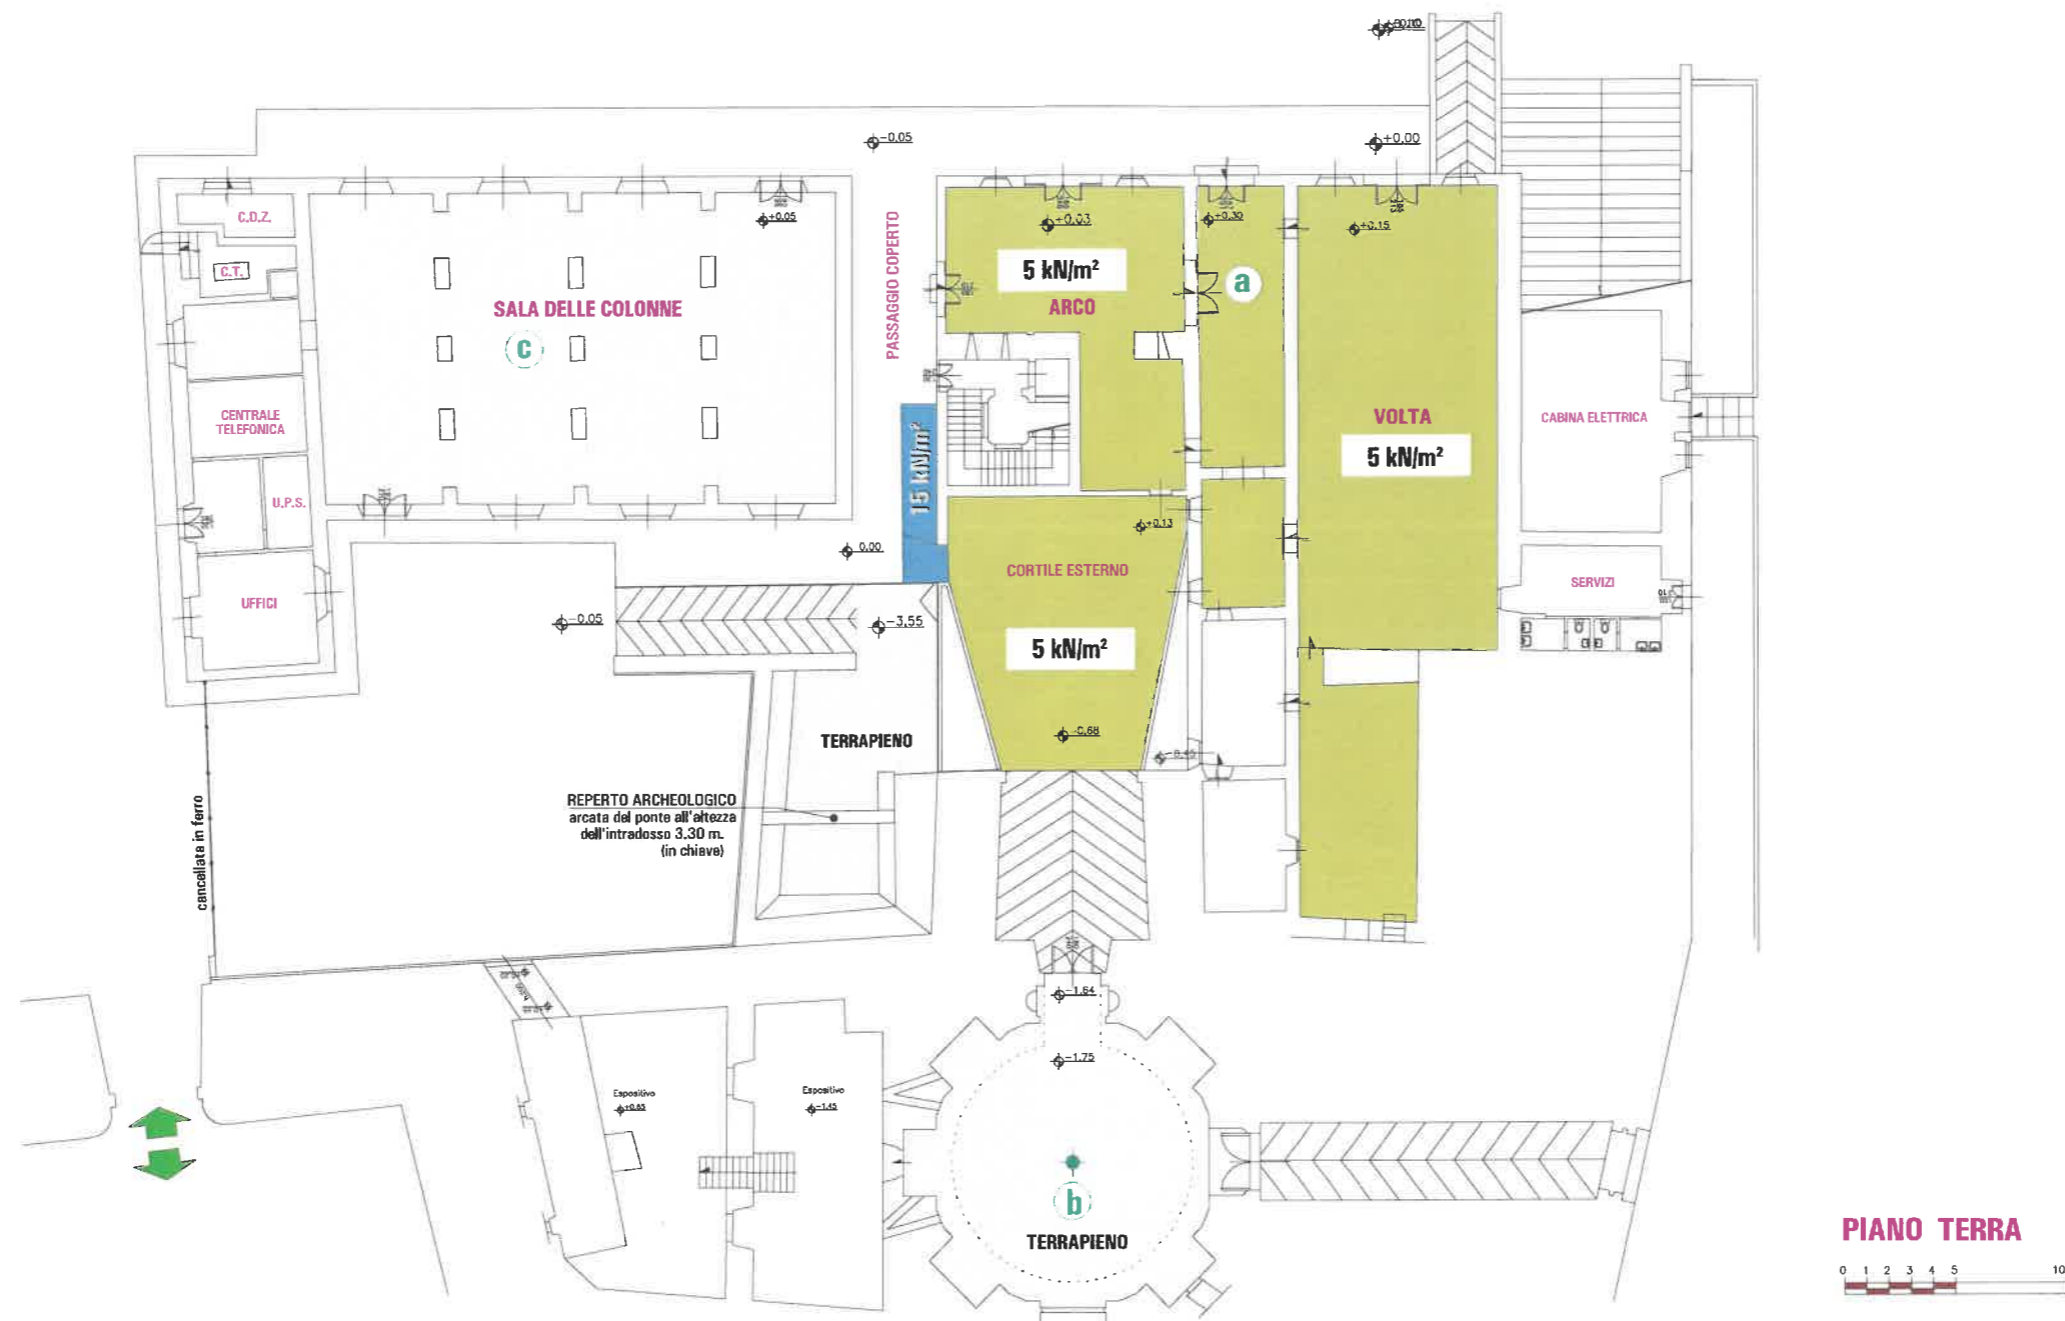 -0,05
+0,00
C.D.Z.
+0,05
+0,03
+0,30
+0,15
C.T.
PASSAGGIO COPERTO
5 kN/m²
a
SALA DELLE COLONNE
ARCO
c
CENTRALE
TELEFONICA
VOLTA
CABINA ELETTRICA
15 kN/m²
5 kN/m²
U.P.S.
+0,13
0,00
CORTILE ESTERNO
SERVIZI
UFFICI
-0,05
-3,55
5 kN/m²
-0,68
TERRAPIENO
REPERTO ARCHEOLOGICO
arcata del ponte all'altezza
dell'intradosso 3.30 m.
(in chiave)
cancellata in ferro
-1,64
-1,75
Espositivo
+0,65
Espositivo
-1,45
b
TERRAPIENO
PIANO TERRA
0 1 2 3 4 5 10